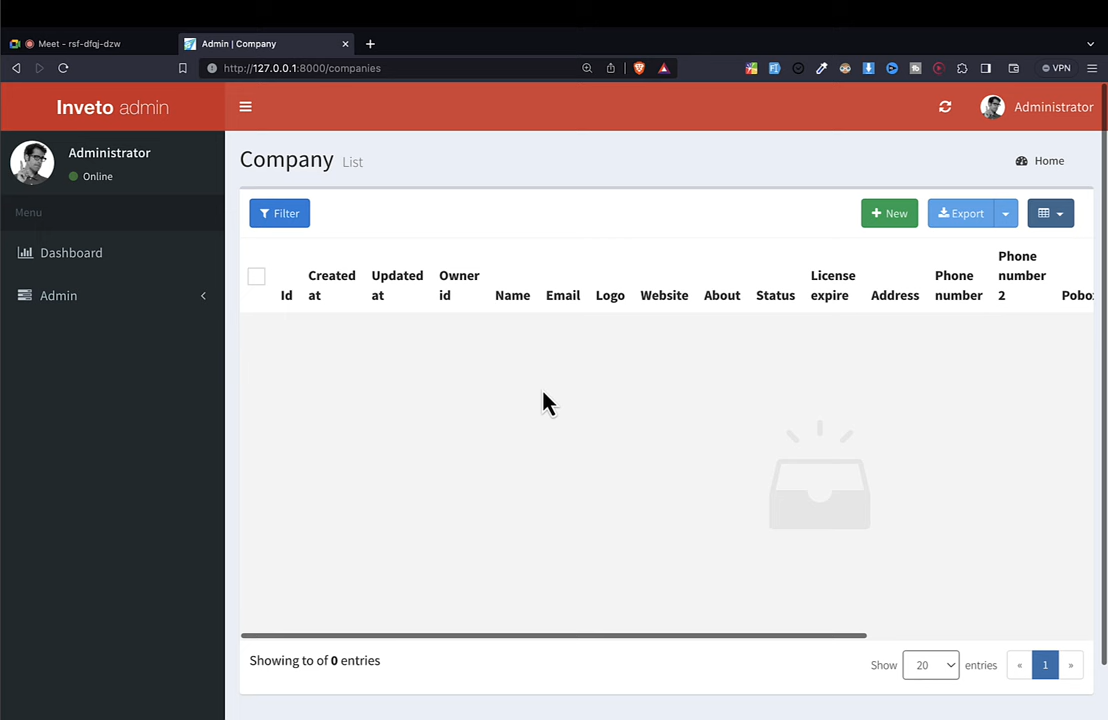 Meet - rsf-dfqj-dzw
Admin | Company
http://127.0.0.1:8000/companies
VPN
Inveto admin
Administrator
Administrator
Online
Menu
Dashboard
Admin
Company List
Home
Filter
New
Export
Id
Created at
Updated at
Owner id
Name
Email
Logo
Website
About
Status
License expire
Address
Phone number
Phone number 2
Pobo
Showing to of 0 entries
Show 20 entries
« 1 »